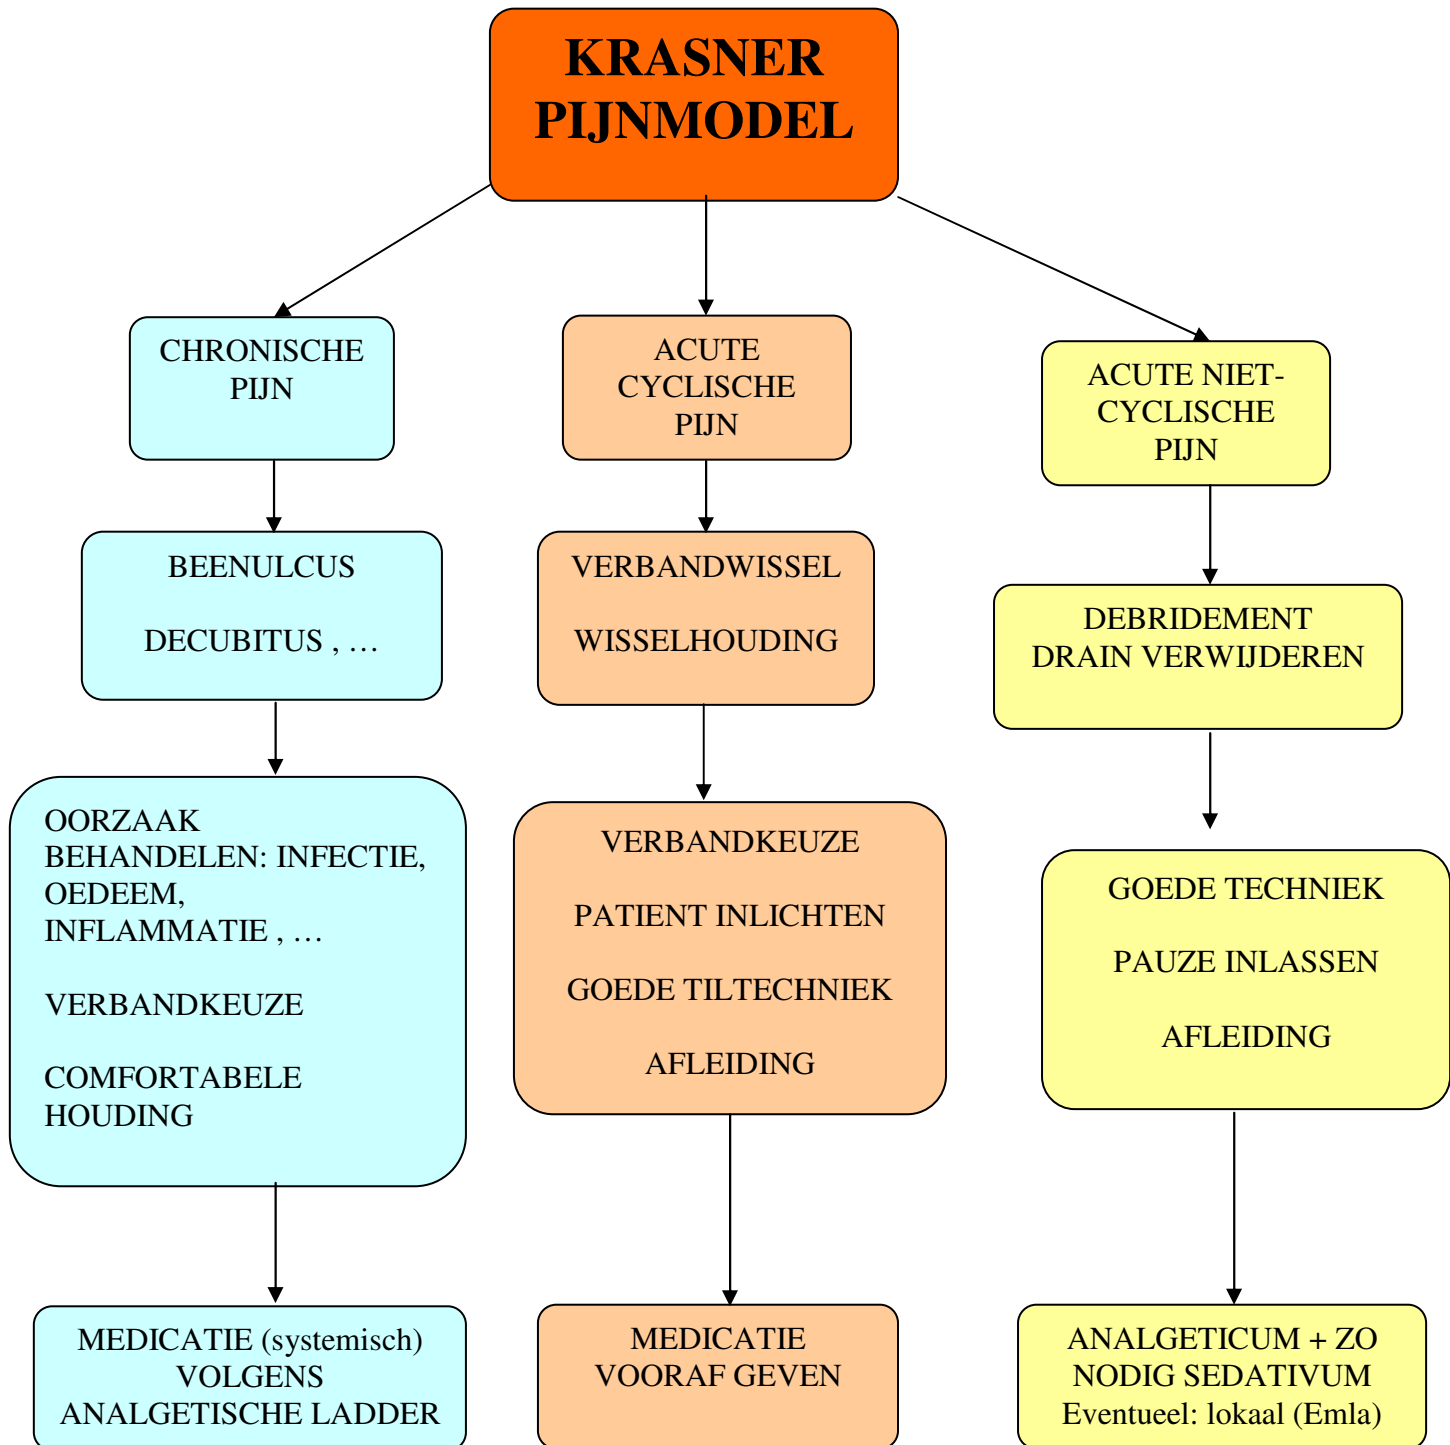 KRASNER
PIJNMODEL
CHRONISCHE
PIJN
BEENULCUS
DECUBITUS , …
OORZAAK
BEHANDELEN: INFECTIE,
OEDEEM,
INFLAMMATIE , …
VERBANDKEUZE
COMFORTABELE
HOUDING
MEDICATIE (systemisch)
VOLGENS
ANALGETISCHE LADDER
ACUTE
CYCLISCHE
PIJN
VERBANDWISSEL
WISSELHOUDING
VERBANDKEUZE
PATIENT INLICHTEN
GOEDE TILTECHNIEK
AFLEIDING
MEDICATIE
VOORAF GEVEN
ACUTE NIET-
CYCLISCHE
PIJN
DEBRIDEMENT
DRAIN VERWIJDEREN
GOEDE TECHNIEK
PAUZE INLASSEN
AFLEIDING
ANALGETICUM + ZO
NODIG SEDATIVUM
Eventueel: lokaal (Emla)